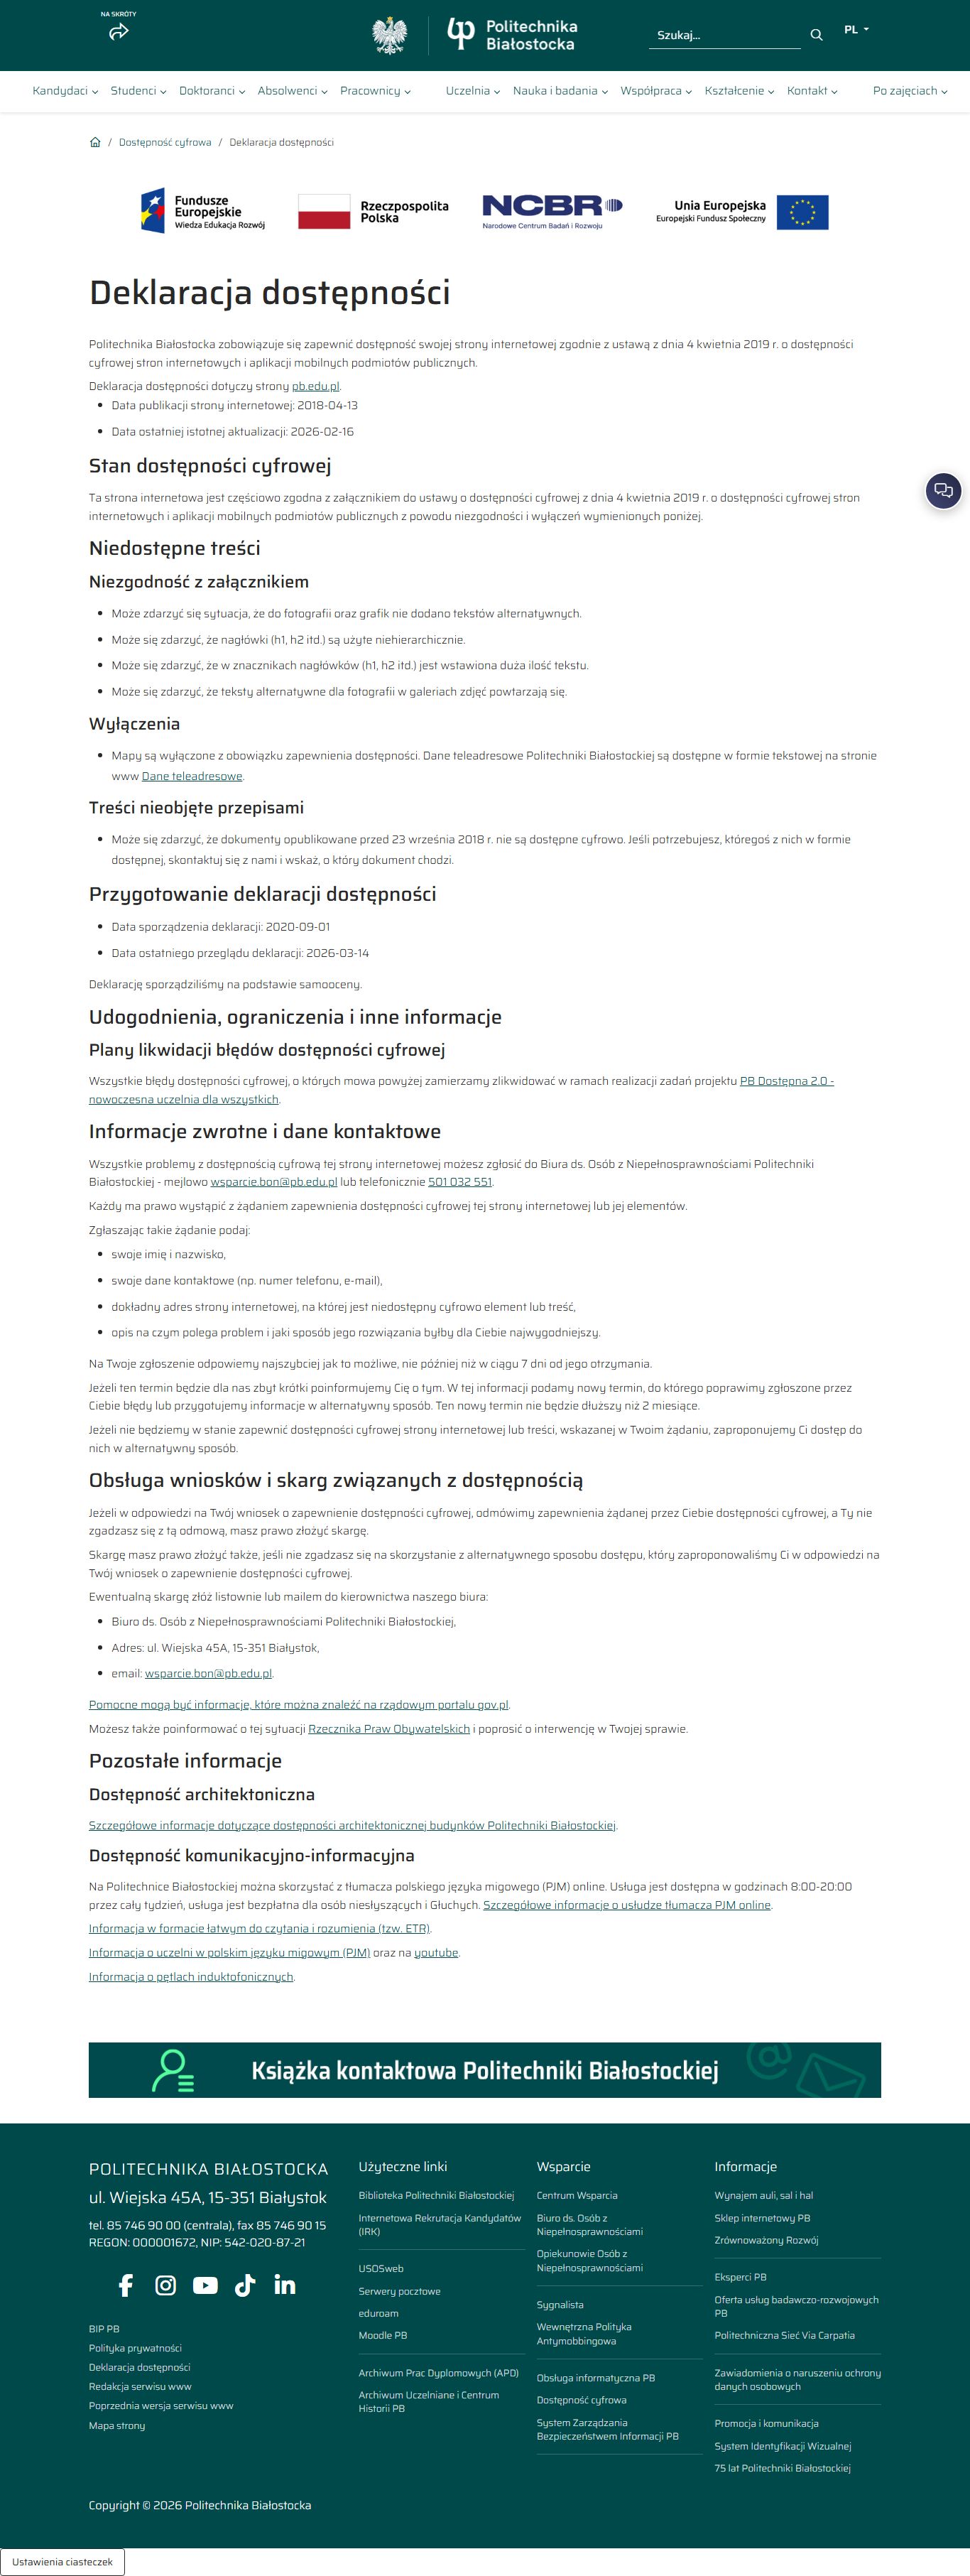 NA SKRÓTY
Politechnika
Białostocka
Szukaj...
PL
Kandydaci Studenci Doktoranci Absolwenci Pracownicy Uczelnia Nauka i badania Współpraca Kształcenie Kontakt Po zajęciach
/ Dostępność cyfrowa / Deklaracja dostępności
Fundusze
Europejskie
Wiedza Edukacja Rozwój
Rzeczpospolita
Polska
NCBR
Narodowe Centrum Badań i Rozwoju
Unia Europejska
Europejski Fundusz Społeczny
Deklaracja dostępności
Politechnika Białostocka zobowiązuje się zapewnić dostępność swojej strony internetowej zgodnie z ustawą z dnia 4 kwietnia 2019 r. o dostępności
cyfrowej stron internetowych i aplikacji mobilnych podmiotów publicznych.
Deklaracja dostępności dotyczy strony pb.edu.pl.
• Data publikacji strony internetowej: 2018-04-13
• Data ostatniej istotnej aktualizacji: 2026-02-16
Stan dostępności cyfrowej
Ta strona internetowa jest częściowo zgodna z załącznikiem do ustawy o dostępności cyfrowej z dnia 4 kwietnia 2019 r. o dostępności cyfrowej stron
internetowych i aplikacji mobilnych podmiotów publicznych z powodu niezgodności i wyłączeń wymienionych poniżej.
Niedostępne treści
Niezgodność z załącznikiem
• Może zdarzyć się sytuacja, że do fotografii oraz grafik nie dodano tekstów alternatywnych.
• Może się zdarzyć, że nagłówki (h1, h2 itd.) są użyte niehierarchicznie.
• Może się zdarzyć, że w znacznikach nagłówków (h1, h2 itd.) jest wstawiona duża ilość tekstu.
• Może się zdarzyć, że teksty alternatywne dla fotografii w galeriach zdjęć powtarzają się.
Wyłączenia
• Mapy są wyłączone z obowiązku zapewnienia dostępności. Dane teleadresowe Politechniki Białostockiej są dostępne w formie tekstowej na stronie
www Dane teleadresowe.
Treści nieobjęte przepisami
• Może się zdarzyć, że dokumenty opublikowane przed 23 września 2018 r. nie są dostępne cyfrowo. Jeśli potrzebujesz, któregoś z nich w formie
dostępnej, skontaktuj się z nami i wskaż, o który dokument chodzi.
Przygotowanie deklaracji dostępności
• Data sporządzenia deklaracji: 2020-09-01
• Data ostatniego przeglądu deklaracji: 2026-03-14
Deklarację sporządziliśmy na podstawie samooceny.
Udogodnienia, ograniczenia i inne informacje
Plany likwidacji błędów dostępności cyfrowej
Wszystkie błędy dostępności cyfrowej, o których mowa powyżej zamierzamy zlikwidować w ramach realizacji zadań projektu PB Dostępna 2.0 -
nowoczesna uczelnia dla wszystkich.
Informacje zwrotne i dane kontaktowe
Wszystkie problemy z dostępnością cyfrową tej strony internetowej możesz zgłosić do Biura ds. Osób z Niepełnosprawnościami Politechniki
Białostockiej - mejlowo wsparcie.bon@pb.edu.pl lub telefonicznie 501 032 551.
Każdy ma prawo wystąpić z żądaniem zapewnienia dostępności cyfrowej tej strony internetowej lub jej elementów.
Zgłaszając takie żądanie podaj:
• swoje imię i nazwisko,
• swoje dane kontaktowe (np. numer telefonu, e-mail),
• dokładny adres strony internetowej, na której jest niedostępny cyfrowo element lub treść,
• opis na czym polega problem i jaki sposób jego rozwiązania byłby dla Ciebie najwygodniejszy.
Na Twoje zgłoszenie odpowiemy najszybciej jak to możliwe, nie później niż w ciągu 7 dni od jego otrzymania.
Jeżeli ten termin będzie dla nas zbyt krótki poinformujemy Cię o tym. W tej informacji podamy nowy termin, do którego poprawimy zgłoszone przez
Ciebie błędy lub przygotujemy informacje w alternatywny sposób. Ten nowy termin nie będzie dłuższy niż 2 miesiące.
Jeżeli nie będziemy w stanie zapewnić dostępności cyfrowej strony internetowej lub treści, wskazanej w Twoim żądaniu, zaproponujemy Ci dostęp do
nich w alternatywny sposób.
Obsługa wniosków i skarg związanych z dostępnością
Jeżeli w odpowiedzi na Twój wniosek o zapewnienie dostępności cyfrowej, odmówimy zapewnienia żądanej przez Ciebie dostępności cyfrowej, a Ty nie
zgadzasz się z tą odmową, masz prawo złożyć skargę.
Skargę masz prawo złożyć także, jeśli nie zgadzasz się na skorzystanie z alternatywnego sposobu dostępu, który zaproponowaliśmy Ci w odpowiedzi na
Twój wniosek o zapewnienie dostępności cyfrowej.
Ewentualną skargę złóż listownie lub mailem do kierownictwa naszego biura:
• Biuro ds. Osób z Niepełnosprawnościami Politechniki Białostockiej,
• Adres: ul. Wiejska 45A, 15-351 Białystok,
• email: wsparcie.bon@pb.edu.pl.
Pomocne mogą być informacje, które można znaleźć na rządowym portalu gov.pl.
Możesz także poinformować o tej sytuacji Rzecznika Praw Obywatelskich i poprosić o interwencję w Twojej sprawie.
Pozostałe informacje
Dostępność architektoniczna
Szczegółowe informacje dotyczące dostępności architektonicznej budynków Politechniki Białostockiej.
Dostępność komunikacyjno-informacyjna
Na Politechnice Białostockiej można skorzystać z tłumacza polskiego języka migowego (PJM) online. Usługa jest dostępna w godzinach 8:00-20:00
przez cały tydzień, usługa jest bezpłatna dla osób niesłyszących i Głuchych. Szczegółowe informacje o usłudze tłumacza PJM online.
Informacja w formacie łatwym do czytania i rozumienia (tzw. ETR).
Informacja o uczelni w polskim języku migowym (PJM) oraz na youtube.
Informacja o pętlach induktofonicznych.
Książka kontaktowa Politechniki Białostockiej
POLITECHNIKA BIAŁOSTOCKA
ul. Wiejska 45A, 15-351 Białystok
tel. 85 746 90 00 (centrala), fax 85 746 90 15
REGON: 000001672, NIP: 542-020-87-21
BIP PB
Polityka prywatności
Deklaracja dostępności
Redakcja serwisu www
Poprzednia wersja serwisu www
Mapa strony
Użyteczne linki
Biblioteka Politechniki Białostockiej
Internetowa Rekrutacja Kandydatów
(IRK)
USOSweb
Serwery pocztowe
eduroam
Moodle PB
Archiwum Prac Dyplomowych (APD)
Archiwum Uczelniane i Centrum
Historii PB
Wsparcie
Centrum Wsparcia
Biuro ds. Osób z
Niepełnosprawnościami
Opiekunowie Osób z
Niepełnosprawnościami
Sygnalista
Wewnętrzna Polityka
Antymobbingowa
Obsługa informatyczna PB
Dostępność cyfrowa
System Zarządzania
Bezpieczeństwem Informacji PB
Informacje
Wynajem auli, sal i hal
Sklep internetowy PB
Zrównoważony Rozwój
Eksperci PB
Oferta usług badawczo-rozwojowych
PB
Politechniczna Sieć Via Carpatia
Zawiadomienia o naruszeniu ochrony
danych osobowych
Promocja i komunikacja
System Identyfikacji Wizualnej
75 lat Politechniki Białostockiej
Copyright © 2026 Politechnika Białostocka
Ustawienia ciasteczek